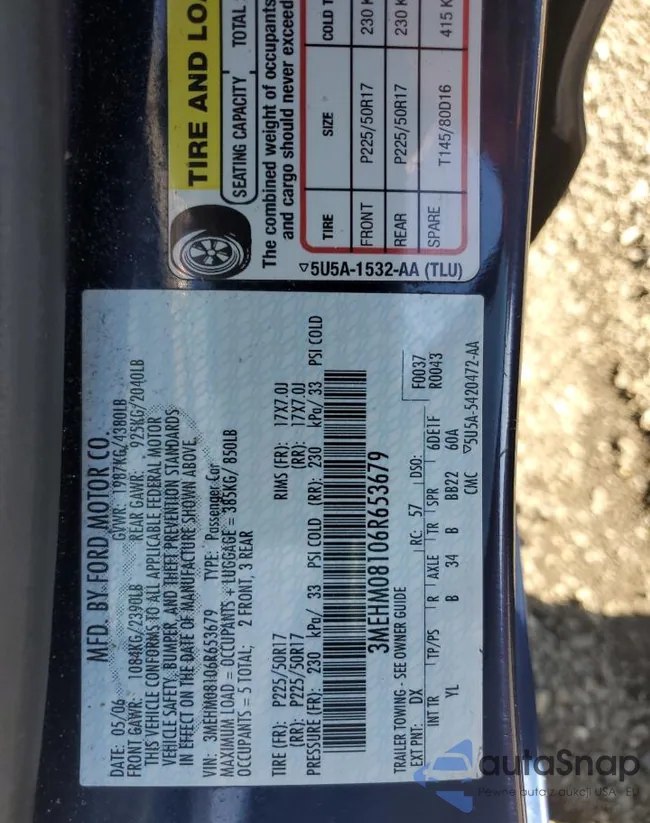 TIRE AND LOA
SEATING CAPACITY TOTAL
The combined weight of occupants
and cargo should never exceed
TIRE SIZE COLD T
FRONT P225/50R17 230 K
REAR P225/50R17 230 K
SPARE T145/80D16 415 K
▽5U5A-1532-AA (TLU)
MFD. BY FORD MOTOR CO.
DATE: 05/06 GVWR: 1987KG/4380LB
FRONT GAWR: 1084KG/2390LB REAR GAWR: 925KG/2040LB
THIS VEHICLE CONFORMS TO ALL APPLICABLE FEDERAL MOTOR
VEHICLE SAFETY, BUMPER, AND THEFT PREVENTION STANDARDS
IN EFFECT ON THE DATE OF MANUFACTURE SHOWN ABOVE
VIN: 3MEHM08106R653679 TYPE: Passenger Car
MAXIMUM LOAD = OCCUPANTS + LUGGAGE = 385KG/ 850LB
OCCUPANTS = 5 TOTAL; 2 FRONT, 3 REAR
TIRE (FR): P225/50R17 RIMS (FR): 17X7.0J
(RR): P225/50R17 (RR): 17X7.0J
PRESSURE (FR): 230 kPa/ 33 PSI COLD (RR): 230 kPa/ 33 PSI COLD
3MEHM08106R653679
TRAILER TOWING - SEE OWNER GUIDE
EXT PNT: DX RC: 57 DSO: F0037
R0043
INT TR TP/PS R AXLE TR SPR 6DE1F
YL B 34 B BB22 60A
CMC ▽5U5A-5420472-AA
autoSnap
Pewne auta z aukcji USA - EU